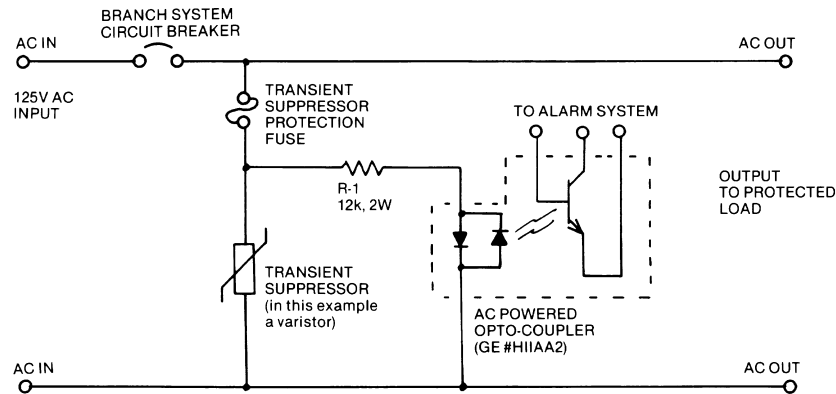 BRANCH SYSTEM
CIRCUIT BREAKER
AC IN
AC OUT
125V AC
INPUT
TRANSIENT
SUPPRESSOR
PROTECTION
FUSE
TO ALARM SYSTEM
R-1
12k, 2W
OUTPUT
TO PROTECTED
LOAD
TRANSIENT
SUPPRESSOR
(in this example
a varistor)
AC POWERED
OPTO-COUPLER
(GE #HIIAA2)
AC IN
AC OUT